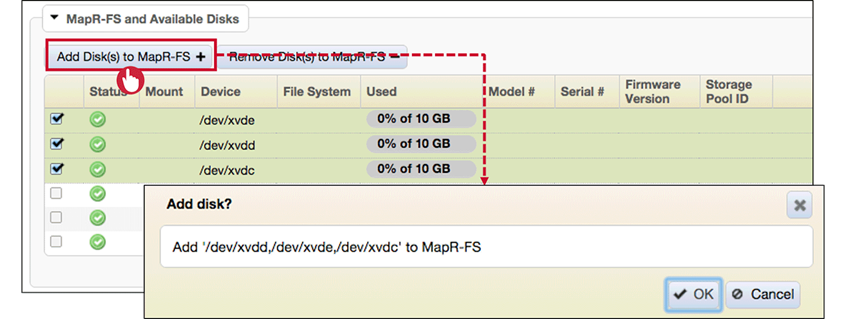 MapR-FS and Available Disks
Add Disk(s) to MapR-FS +
Remove Disk(s) to MapR-FS −
Status Mount Device File System Used Model # Serial # Firmware Version Storage Pool ID
/dev/xvde 0% of 10 GB
/dev/xvdd 0% of 10 GB
/dev/xvdc 0% of 10 GB
Add disk?
Add '/dev/xvdd,/dev/xvde,/dev/xvdc' to MapR-FS
OK Cancel